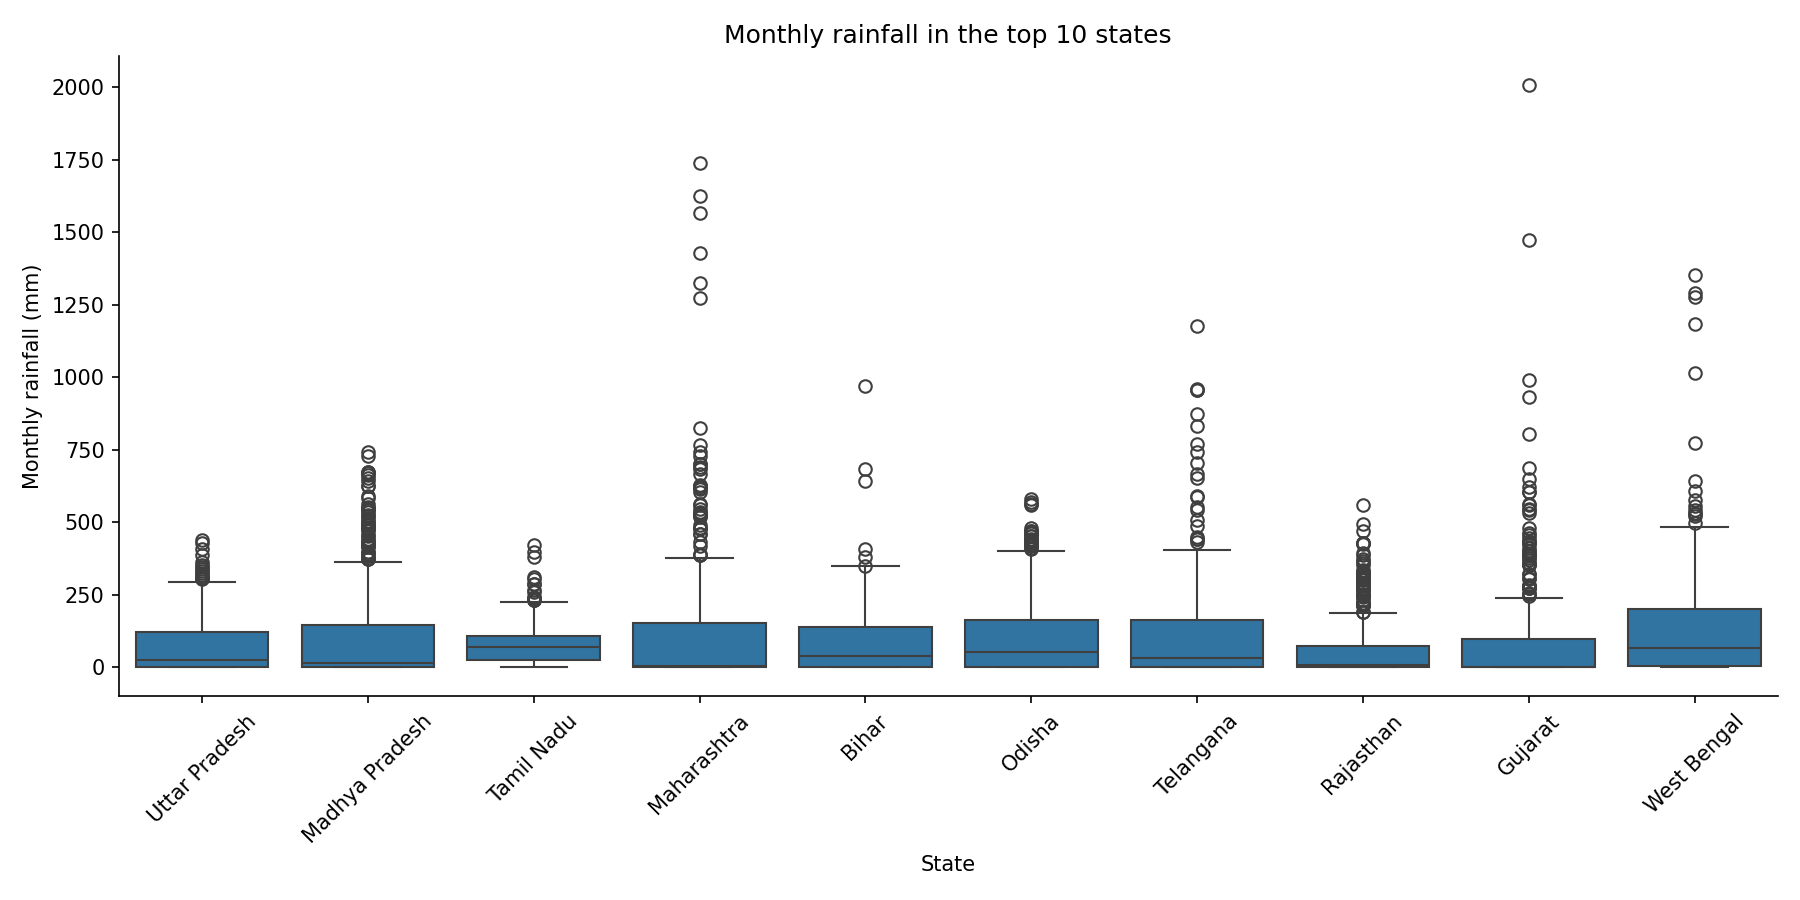 Monthly rainfall in the top 10 states
Monthly rainfall (mm)
2000
1750
1500
1250
1000
750
500
250
0
Uttar Pradesh
Madhya Pradesh
Tamil Nadu
Maharashtra
Bihar
Odisha
Telangana
Rajasthan
Gujarat
West Bengal
State